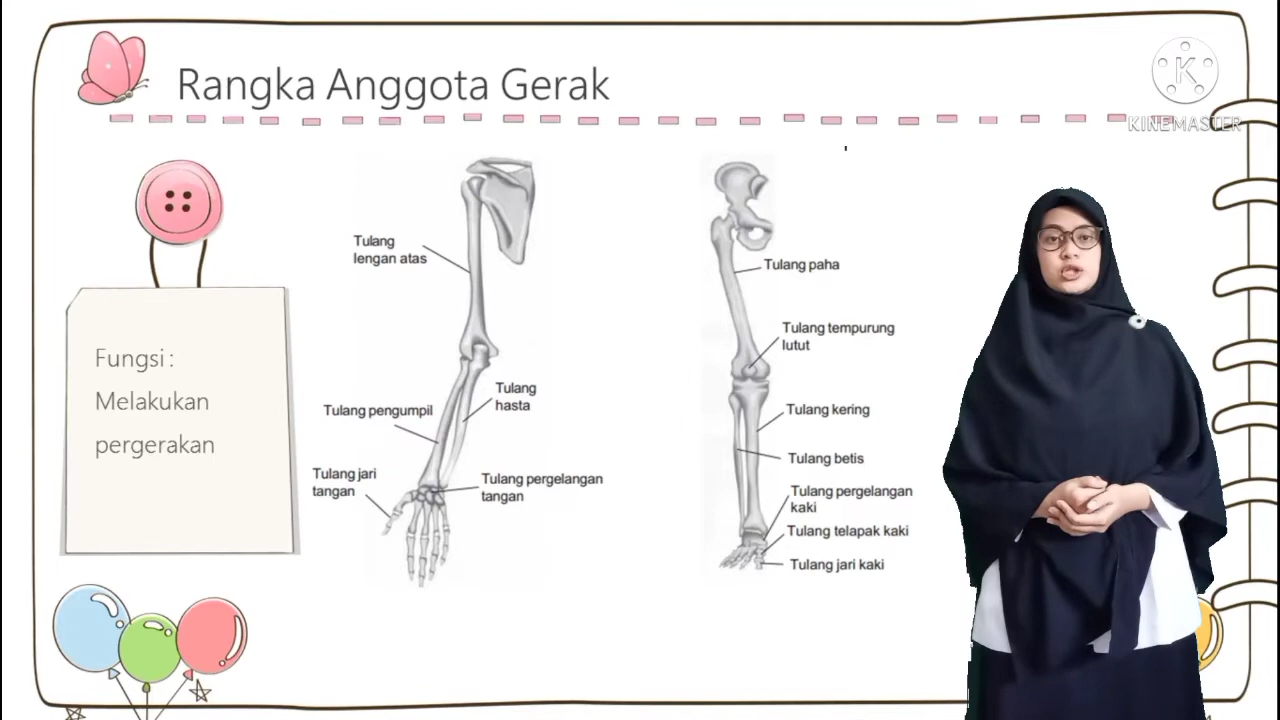 Rangka Anggota Gerak
K
KINEMASTER
Fungsi :
Melakukan
pergerakan
Tulang
lengan atas
Tulang pengumpil
Tulang
hasta
Tulang jari
tangan
Tulang pergelangan
tangan
Tulang paha
Tulang tempurung
lutut
Tulang kering
Tulang betis
Tulang pergelangan
kaki
Tulang telapak kaki
Tulang jari kaki